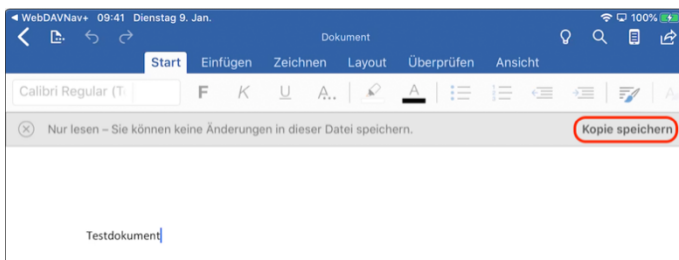 WebDAVNav+ 09:41 Dienstag 9. Jan. 100%
Dokument
Start Einfügen Zeichnen Layout Überprüfen Ansicht
Calibri Regular (T F K U A..
A
Nur lesen – Sie können keine Änderungen in dieser Datei speichern. Kopie speichern
Testdokument